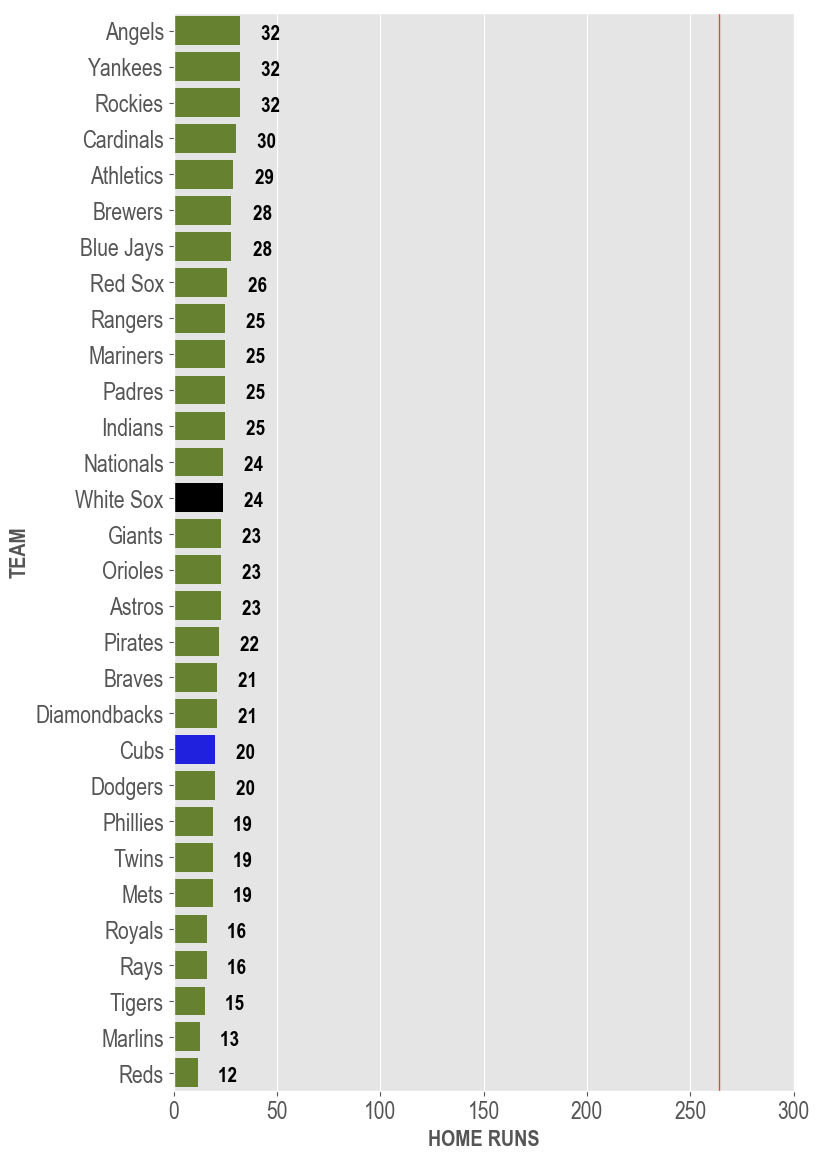 Angels 32
Yankees 32
Rockies 32
Cardinals 30
Athletics 29
Brewers 28
Blue Jays 28
Red Sox 26
Rangers 25
Mariners 25
Padres 25
Indians 25
Nationals 24
White Sox 24
Giants 23
Orioles 23
Astros 23
Pirates 22
Braves 21
Diamondbacks 21
Cubs 20
Dodgers 20
Phillies 19
Twins 19
Mets 19
Royals 16
Rays 16
Tigers 15
Marlins 13
Reds 12
TEAM
0 50 100 150 200 250 300
HOME RUNS